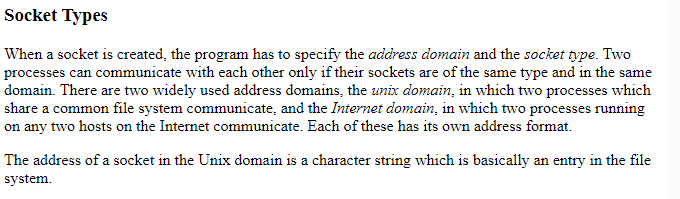 Socket Types
When a socket is created, the program has to specify the address domain and the socket type. Two
processes can communicate with each other only if their sockets are of the same type and in the same
domain. There are two widely used address domains, the unix domain, in which two processes which
share a common file system communicate, and the Internet domain, in which two processes running
on any two hosts on the Internet communicate. Each of these has its own address format.
The address of a socket in the Unix domain is a character string which is basically an entry in the file
system.